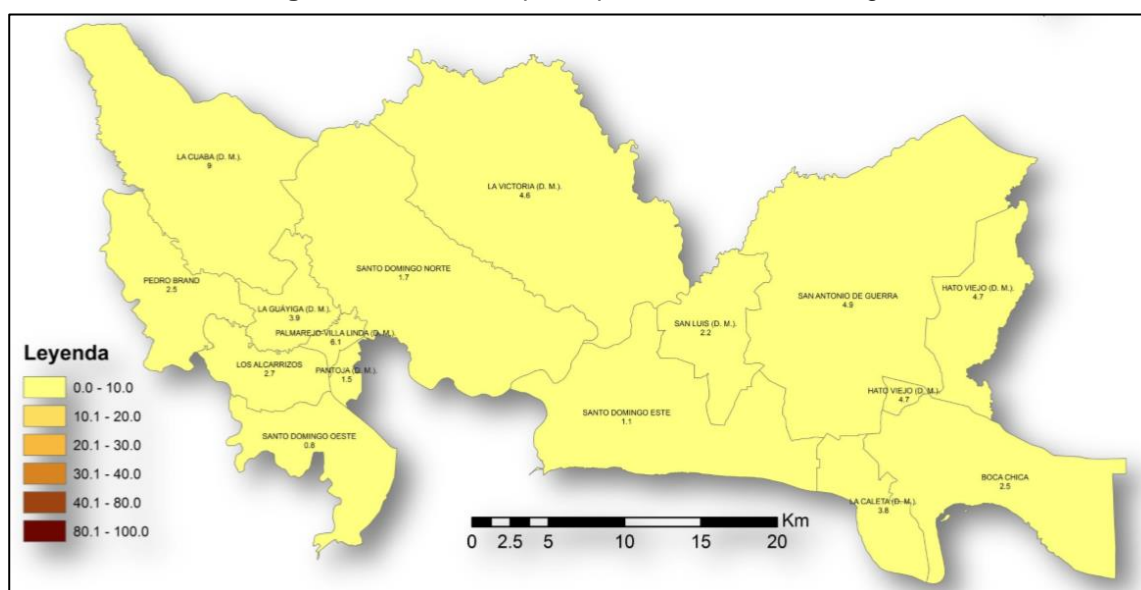 LA CUABA (D. M.).
9
LA VICTORIA (D. M.).
4.6
SANTO DOMINGO NORTE
1.7
PEDRO BRAND
2.5
LA GUÁYIGA (D. M.).
3.9
PALMAREJO-VILLA LINDA (D. M.).
6.1
LOS ALCARRIZOS
2.7
PANTOJA (D. M.).
1.5
SANTO DOMINGO OESTE
0.8
SAN LUIS (D. M.).
2.2
SAN ANTONIO DE GUERRA
4.9
HATO VIEJO (D. M.).
4.7
HATO VIEJO (D. M.).
4.7
SANTO DOMINGO ESTE
1.1
BOCA CHICA
2.5
LA CALETA (D. M.).
3.8
Leyenda
0.0 - 10.0
10.1 - 20.0
20.1 - 30.0
30.1 - 40.0
40.1 - 80.0
80.1 - 100.0
Km
0 2.5 5 10 15 20